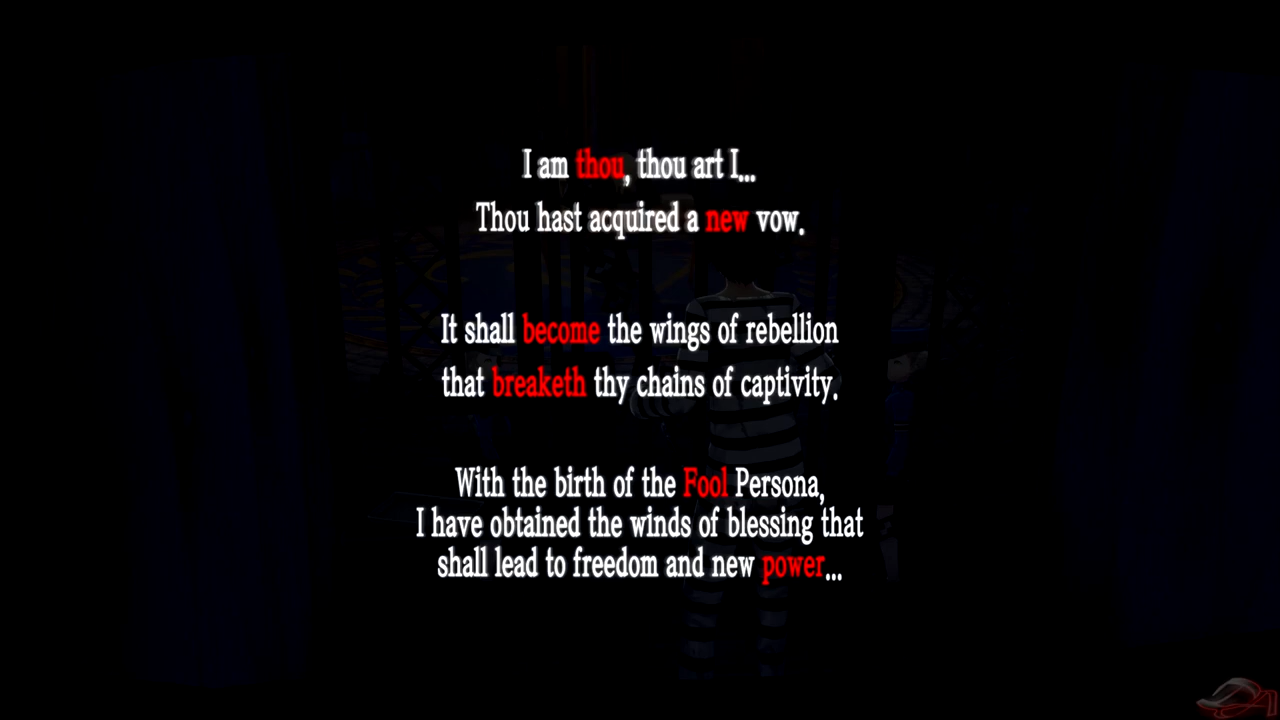 I am thou, thou art I...
Thou hast acquired a new vow.
It shall become the wings of rebellion
that breaketh thy chains of captivity.
With the birth of the Fool Persona,
I have obtained the winds of blessing that
shall lead to freedom and new power...